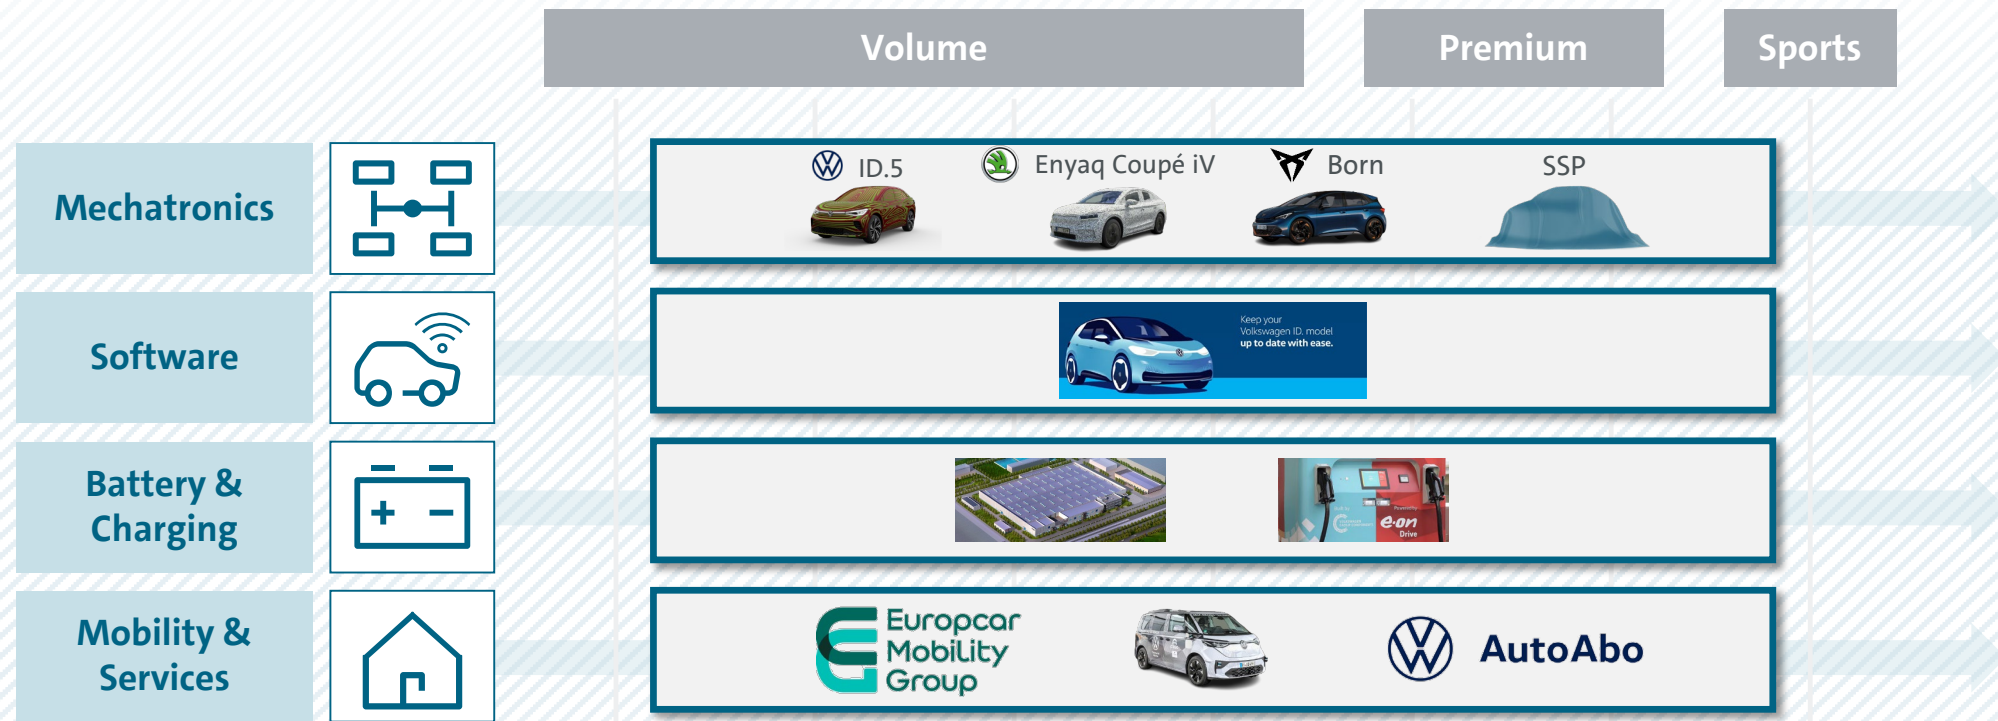 Volume
Premium
Sports
Mechatronics
ID.5
Enyaq Coupé iV
Born
SSP
Software
Keep your
Volkswagen ID. model
up to date with ease.
Battery &
Charging
e·on
Drive
Mobility &
Services
Europcar
Mobility
Group
AutoAbo